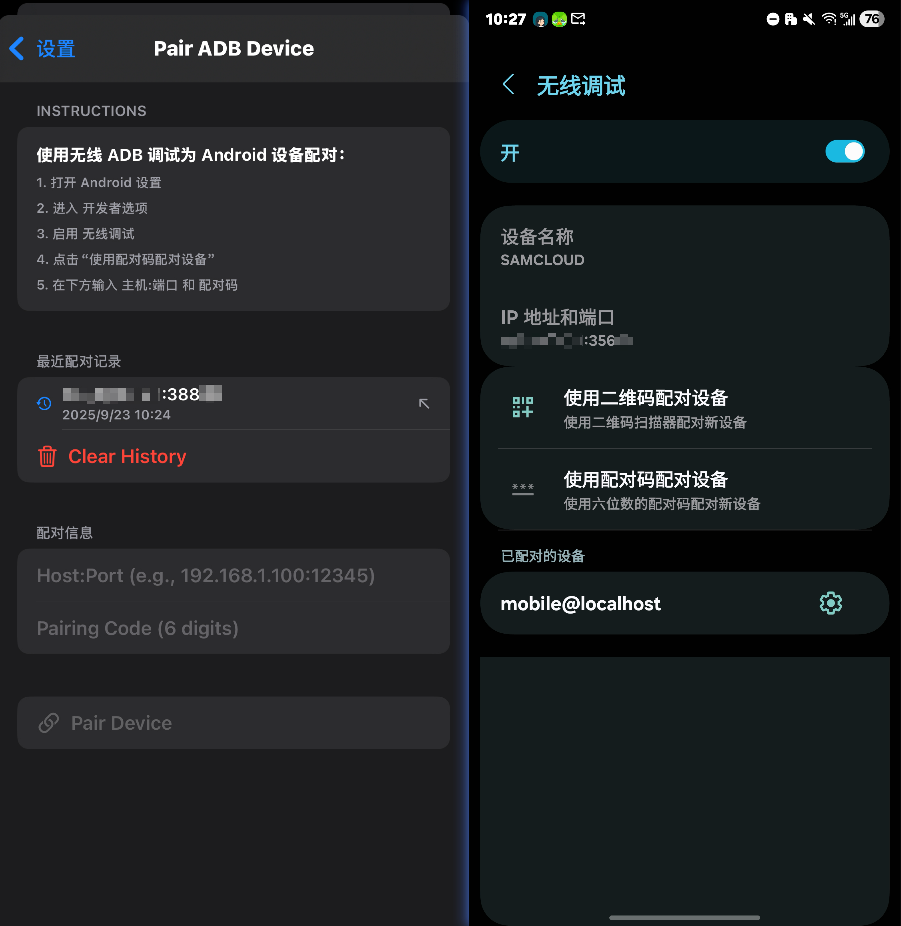 设置
Pair ADB Device
INSTRUCTIONS
使用无线 ADB 调试为 Android 设备配对：
1. 打开 Android 设置
2. 进入 开发者选项
3. 启用 无线调试
4. 点击 “使用配对码配对设备”
5. 在下方输入 主机:端口 和 配对码
最近配对记录
:388
2025/9/23 10:24
Clear History
配对信息
Host:Port (e.g., 192.168.1.100:12345)
Pairing Code (6 digits)
Pair Device
10:27
5G
76
无线调试
开
设备名称
SAMCLOUD
IP 地址和端口
:356
使用二维码配对设备
使用二维码扫描器配对新设备
***
使用配对码配对设备
使用六位数的配对码配对新设备
已配对的设备
mobile@localhost